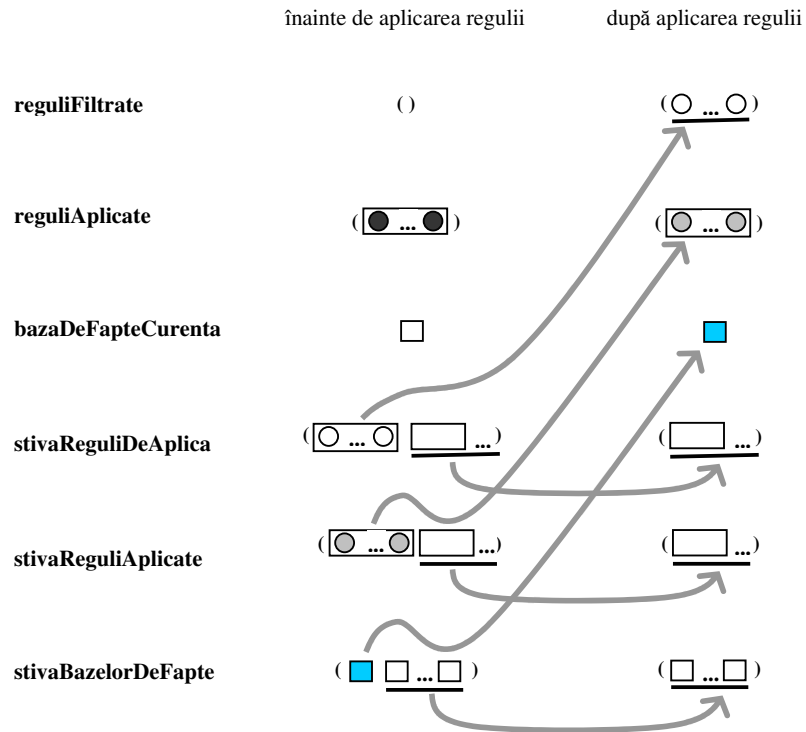 înainte de aplicarea regulii după aplicarea regulii
reguliFiltrate ( ) ( ... )
reguliAplicate ( ... ) ( ... )
bazaDeFapteCurenta
stivaReguliDeAplica ( ... ...) ( ...)
stivaReguliAplicate ( ... ...) ( ...)
stivaBazelorDeFapte ( ... ) ( ... )